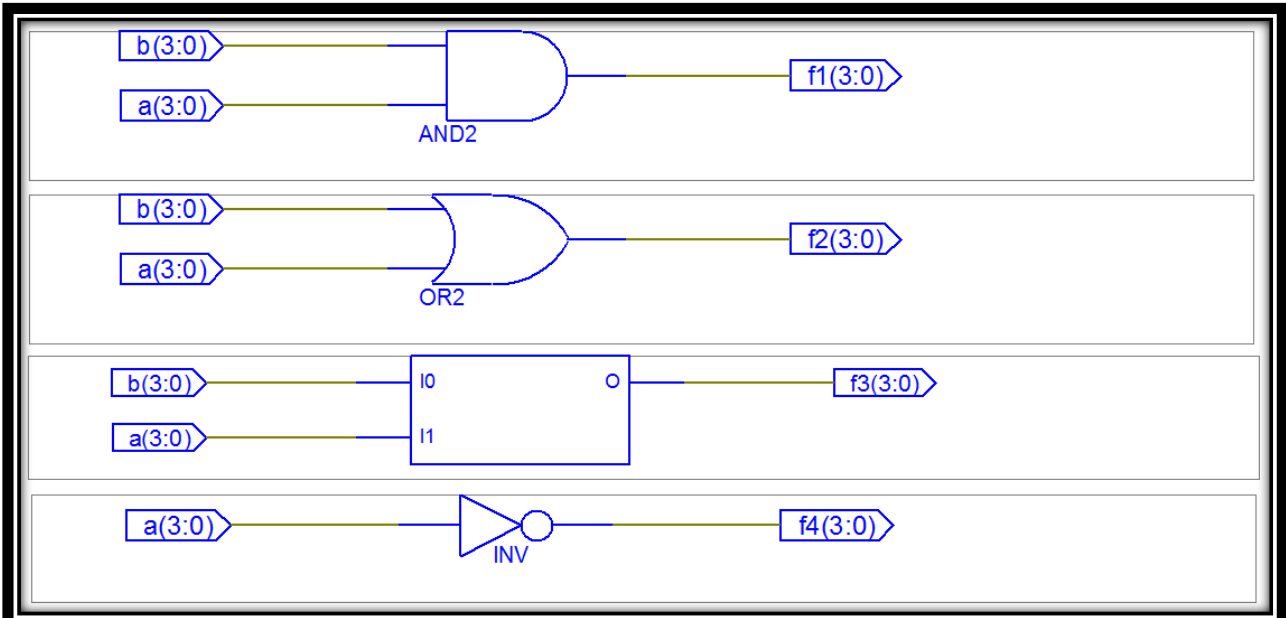 b(3:0)
f1(3:0)
a(3:0)
AND2
b(3:0)
f2(3:0)
a(3:0)
OR2
b(3:0) I0 O f3(3:0)
a(3:0) I1
a(3:0) f4(3:0)
INV